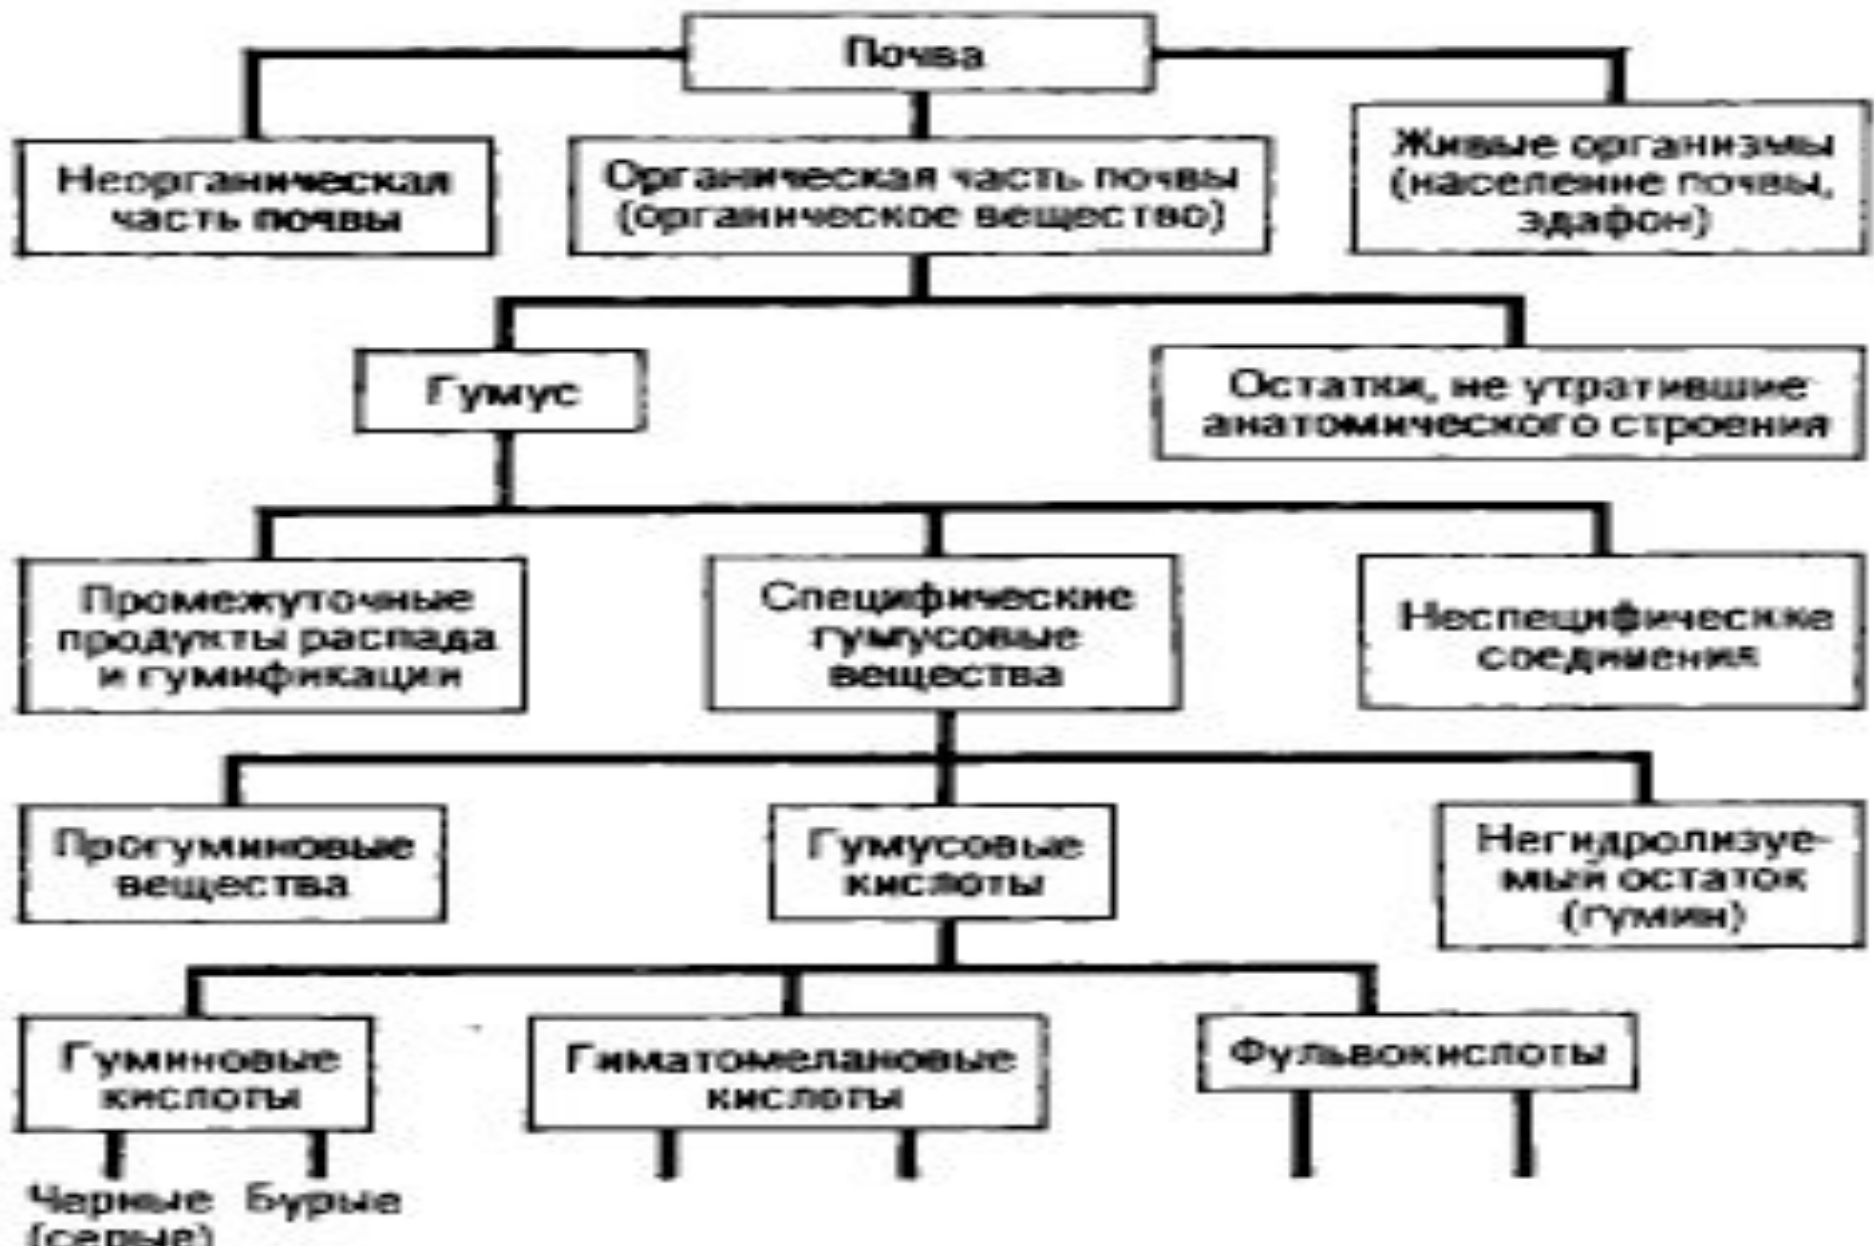 Почва
Неорганическая
часть почвы
Органическая часть почвы
(органическое вещество)
Живые организмы
(население почвы,
эдафон)
Гумус
Остатки, не утратившие
анатомического строения
Промежуточные
продукты распада
и гумификации
Специфические
гумусовые
вещества
Неспецифические
соединения
Прогуминовые
вещества
Гумусовые
кислоты
Негидролизуе-
мый остаток
(гумин)
Гуминовые
кислоты
Гиматомелановые
кислоты
Фульвокислоты
Черные Бурые
(серые)